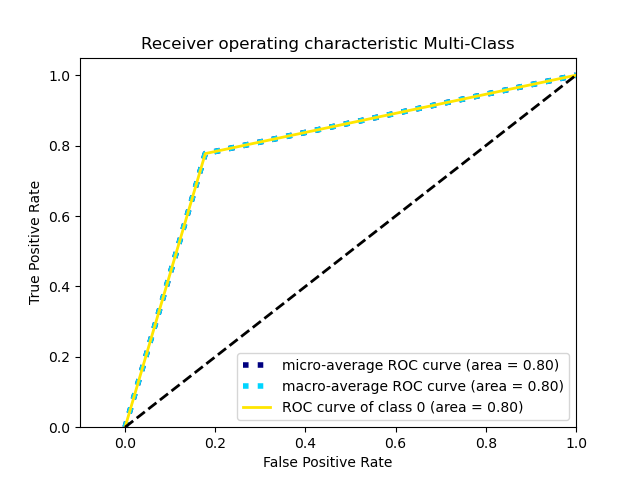 Receiver operating characteristic Multi-Class
1.0
0.8
0.6
0.4
0.2
0.0
True Positive Rate
micro-average ROC curve (area = 0.80)
macro-average ROC curve (area = 0.80)
ROC curve of class 0 (area = 0.80)
0.0 0.2 0.4 0.6 0.8 1.0
False Positive Rate